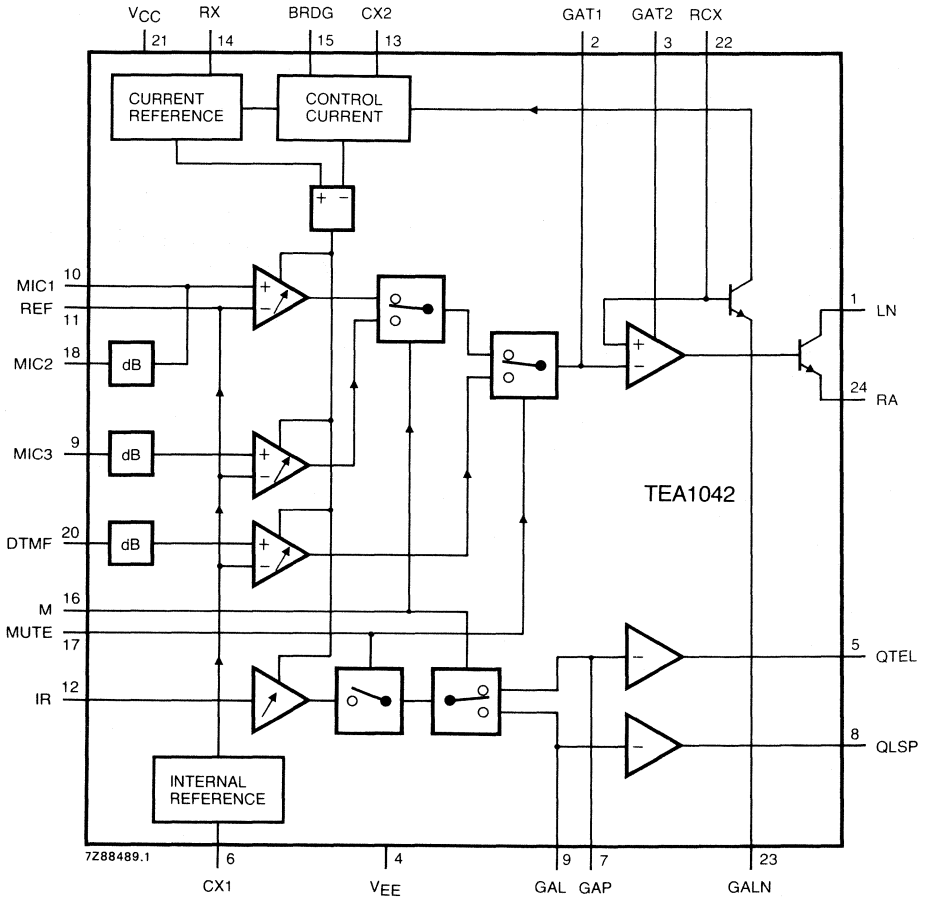 VCC RX BRDG CX2 GAT1 GAT2 RCX
21 14 15 13 2 3 22
CURRENT REFERENCE
CONTROL CURRENT
+ −
MIC1 10
REF 11
MIC2 18
dB
+
−
MIC3 9
dB
+
−
DTMF 20
dB
+
−
+
−
1 LN
24 RA
TEA1042
M 16
MUTE 17
IR 12
−
5 QTEL
−
8 QLSP
INTERNAL REFERENCE
7Z88489.1
6 4 9 7 23
CX1 VEE GAL GAP GALN